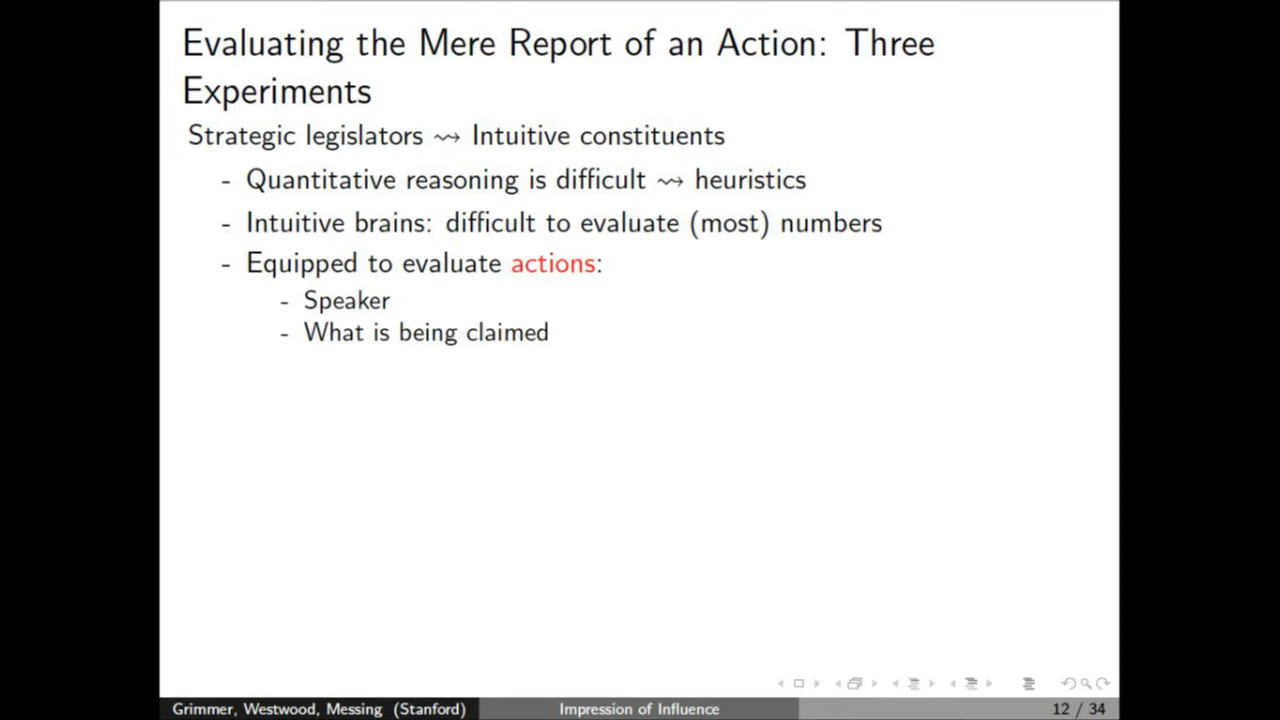 Evaluating the Mere Report of an Action: Three
Experiments
Strategic legislators ⇝ Intuitive constituents
- Quantitative reasoning is difficult ⇝ heuristics
- Intuitive brains: difficult to evaluate (most) numbers
- Equipped to evaluate actions:
- Speaker
- What is being claimed
Grimmer, Westwood, Messing (Stanford) Impression of Influence 12 / 34